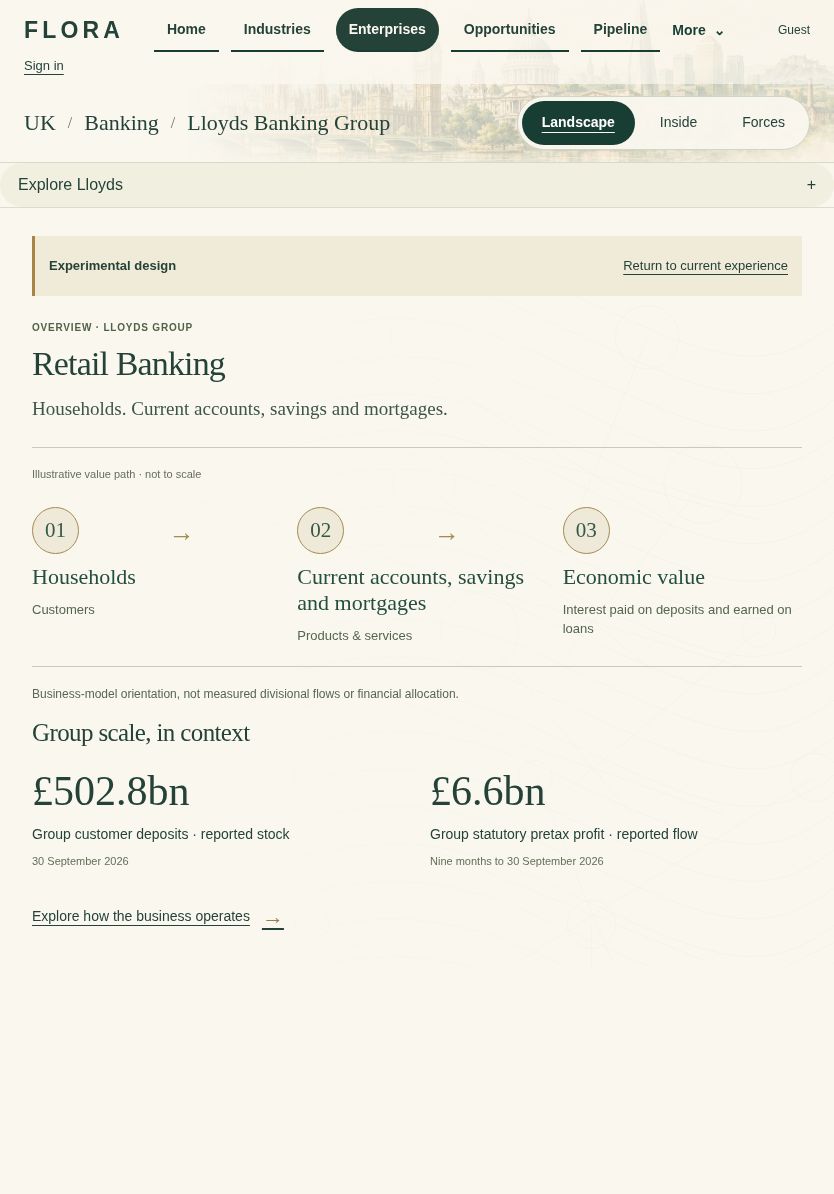 FLORA
Home
Industries
Enterprises
Opportunities
Pipeline
More
Guest
Sign in
UK / Banking / Lloyds Banking Group
Landscape
Inside
Forces
Explore Lloyds
+
Experimental design
Return to current experience
OVERVIEW · LLOYDS GROUP
Retail Banking
Households. Current accounts, savings and mortgages.
Illustrative value path · not to scale
01
→
02
→
03
Households
Customers
Current accounts, savings
and mortgages
Products & services
Economic value
Interest paid on deposits and earned on
loans
Business-model orientation, not measured divisional flows or financial allocation.
Group scale, in context
£502.8bn
Group customer deposits · reported stock
30 September 2026
£6.6bn
Group statutory pretax profit · reported flow
Nine months to 30 September 2026
Explore how the business operates →